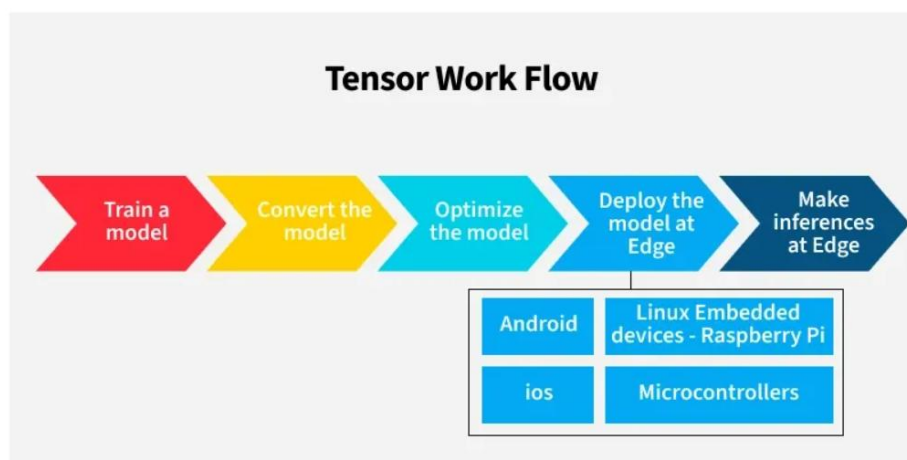 Tensor Work Flow
Train a
model
Convert the
model
Optimize
the model
Deploy the
model at
Edge
Make
inferences
at Edge
Android
Linux Embedded
devices - Raspberry Pi
ios
Microcontrollers